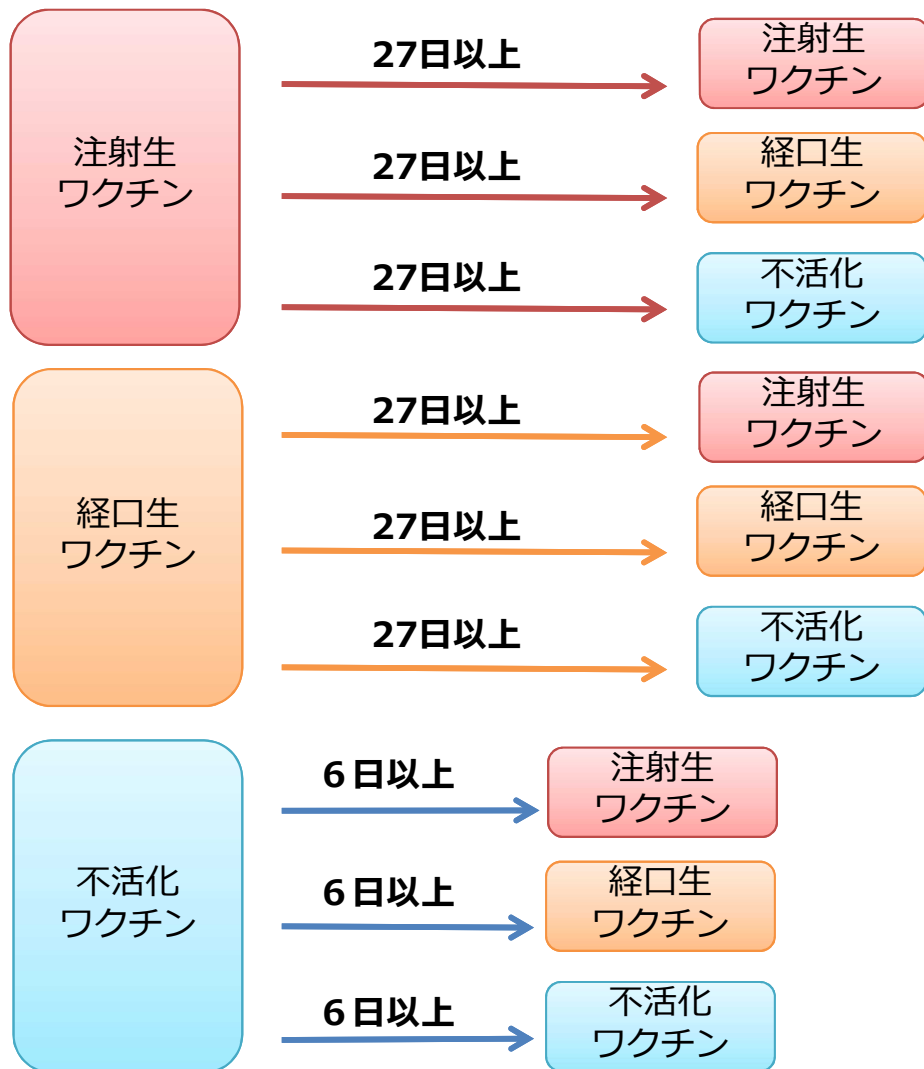 注射生
ワクチン
27日以上
注射生
ワクチン
27日以上
経口生
ワクチン
27日以上
不活化
ワクチン
経口生
ワクチン
27日以上
注射生
ワクチン
27日以上
経口生
ワクチン
27日以上
不活化
ワクチン
不活化
ワクチン
6日以上
注射生
ワクチン
6日以上
経口生
ワクチン
6日以上
不活化
ワクチン